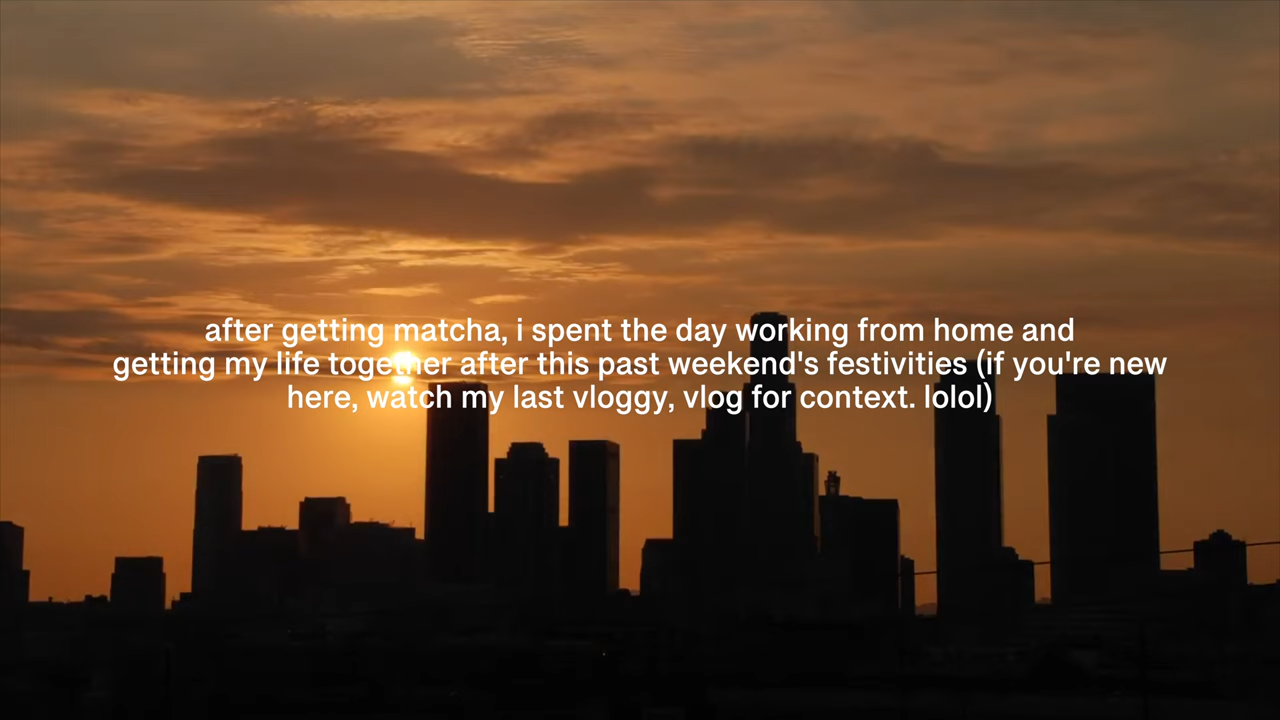 after getting matcha, i spent the day working from home and
getting my life together after this past weekend's festivities (if you're new
here, watch my last vloggy, vlog for context. lolol)